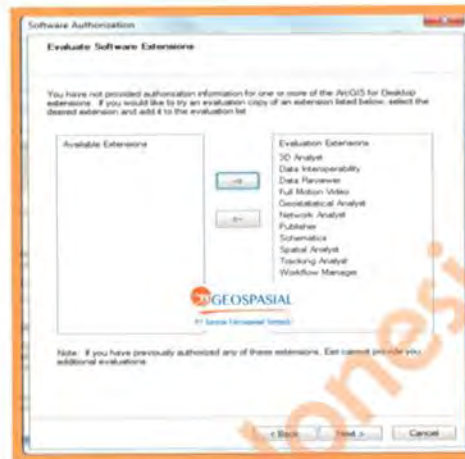 Software Authorization
Evaluate Software Extensions
You have not provided authorization information for one or more of the ArcGIS for Desktop
extensions. If you would like to try an evaluation copy of an extension listed below, select the
desired extension and add it to the evaluation list
Available Extensions
Evaluation Extensions
3D Analyst
Data Interoperability
Data Reviewer
Full Motion Video
Geostatistical Analyst
Network Analyst
Publisher
Schematics
Spatial Analyst
Tracking Analyst
Workflow Manager
GEOSPASIAL
Note: If you have previously authorized any of these extensions, Esri cannot provide you
additional evaluations.
< Back
Next >
Cancel